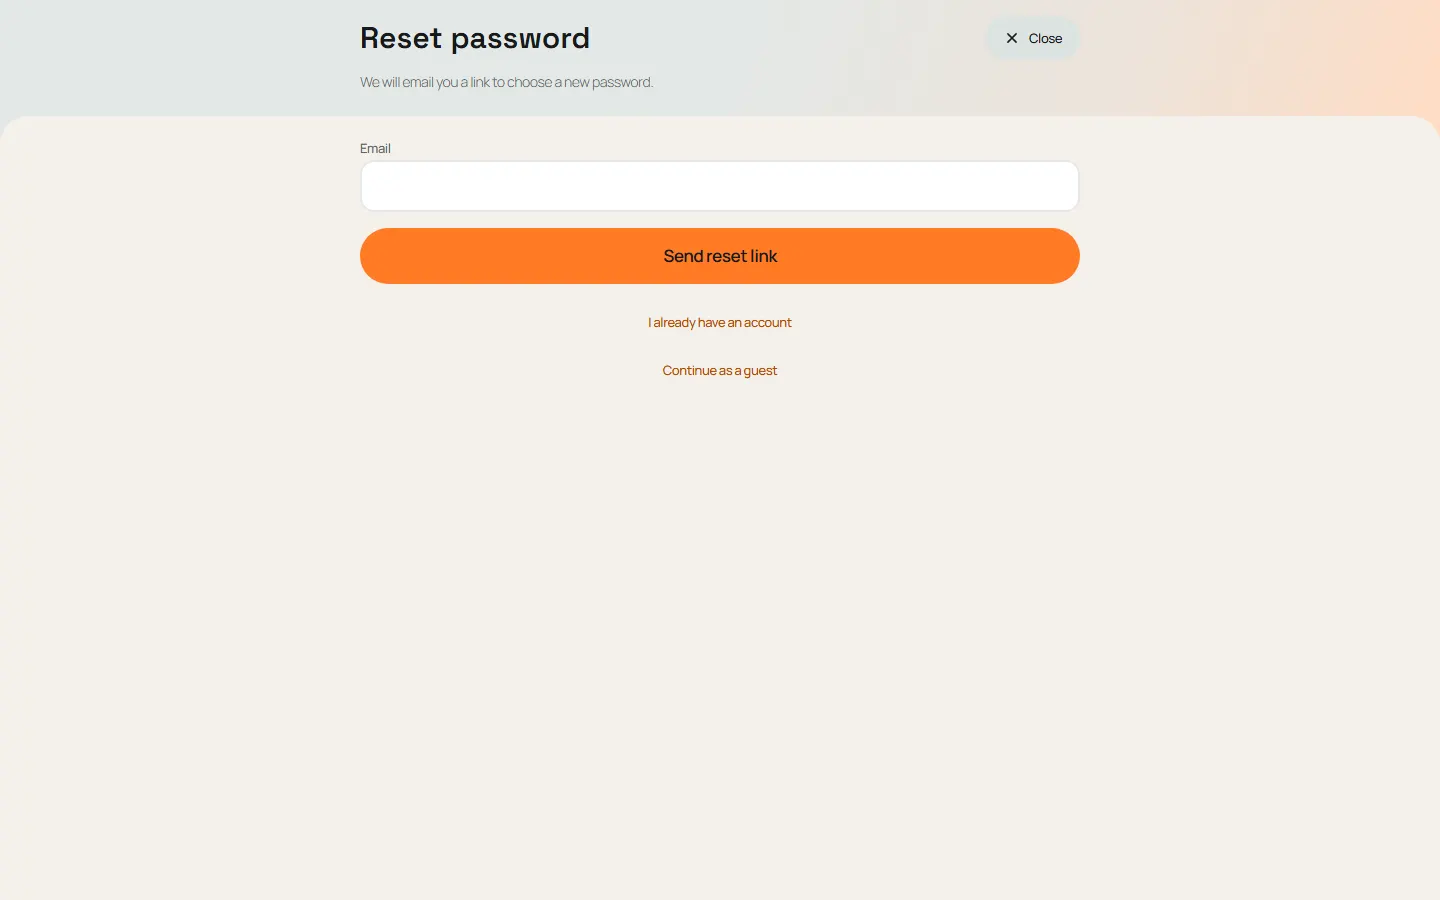 Reset password
Close
We will email you a link to choose a new password.
Email
Send reset link
I already have an account
Continue as a guest